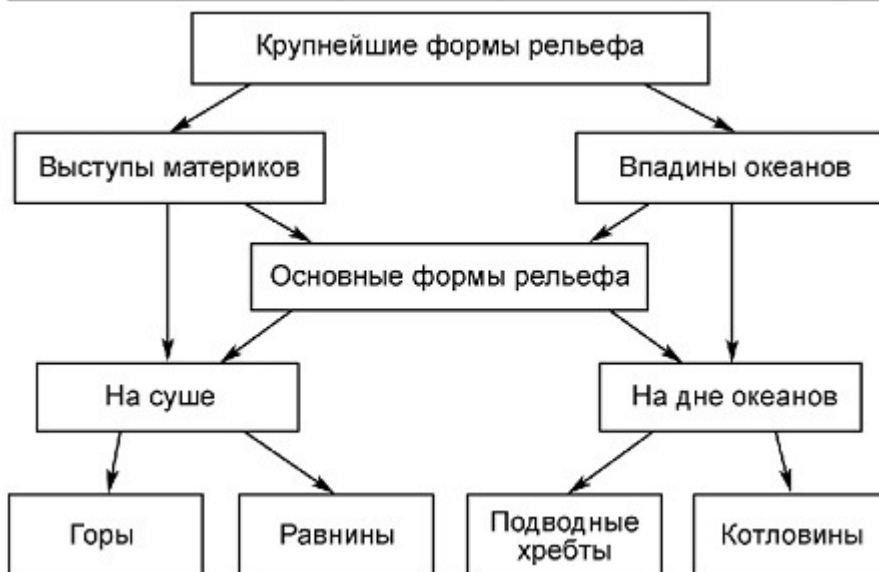 Крупнейшие формы рельефа
Выступы материков
Впадины океанов
Основные формы рельефа
На суше
На дне океанов
Горы
Равнины
Подводные
хребты
Котловины